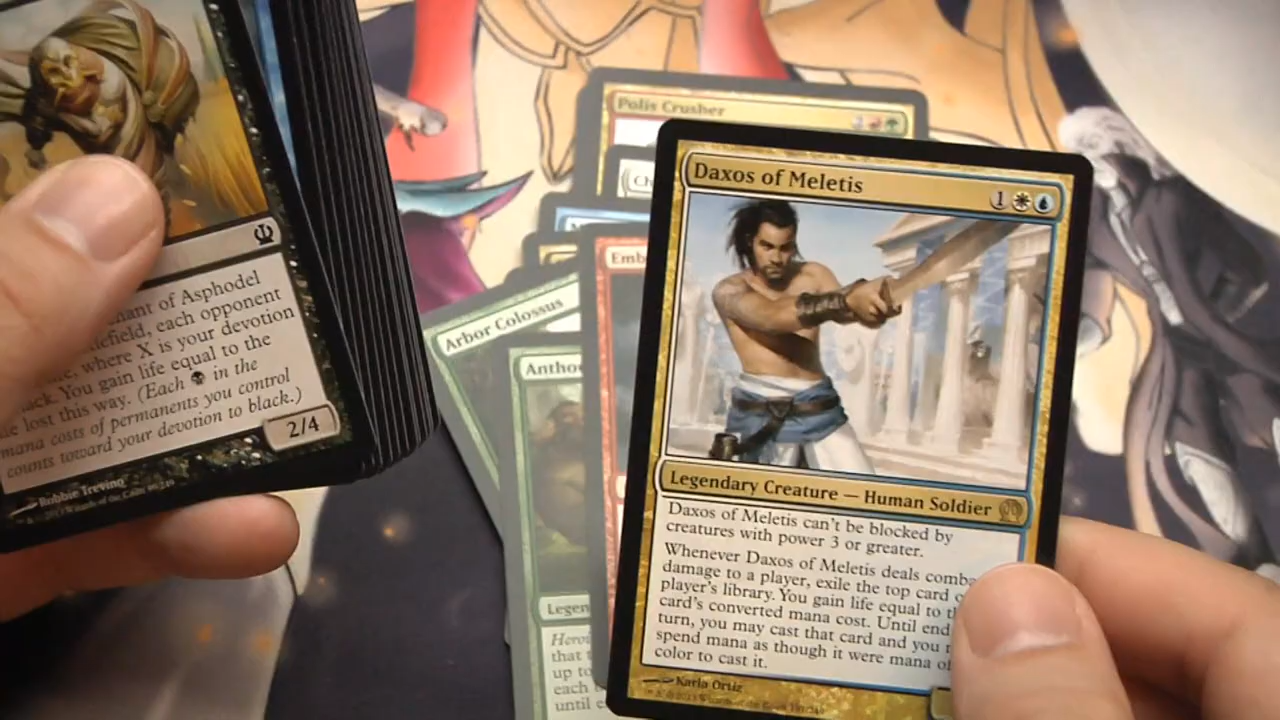 chant of Asphodel
lefield, each opponent
where X is your devotion
ack. You gain life equal to the
lost this way. (Each in the
mana costs of permanents you control
counts toward your devotion to black.)
2/4
Robbie Trevino
Polis Crusher
Arbor Colossus
Antho
Emb
Legen
Heroi
that
up to
each
until e
Daxos of Meletis
1
Legendary Creature — Human Soldier
Daxos of Meletis can't be blocked by
creatures with power 3 or greater.
Whenever Daxos of Meletis deals comba
damage to a player, exile the top card o
player's library. You gain life equal to th
card's converted mana cost. Until end
turn, you may cast that card and you
spend mana as though it were mana of
color to cast it.
Karla Ortiz